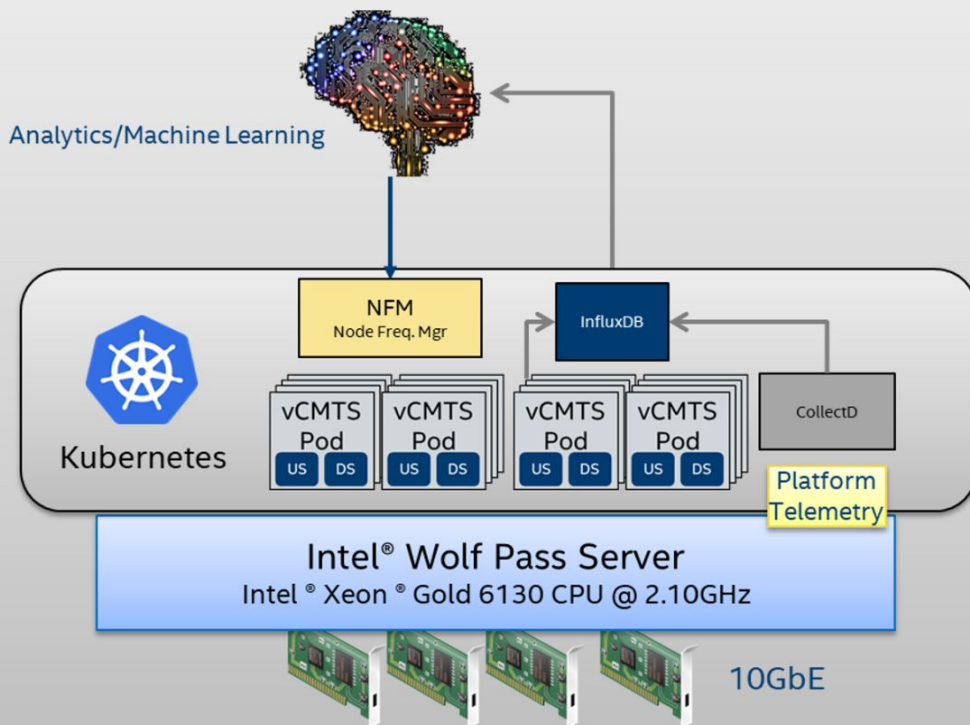 Analytics/Machine Learning
NFM
Node Freq. Mgr
InfluxDB
vCMTS
Pod
US DS
vCMTS
Pod
US DS
vCMTS
Pod
US DS
vCMTS
Pod
US DS
CollectD
Kubernetes
Platform
Telemetry
Intel® Wolf Pass Server
Intel ® Xeon ® Gold 6130 CPU @ 2.10GHz
10GbE